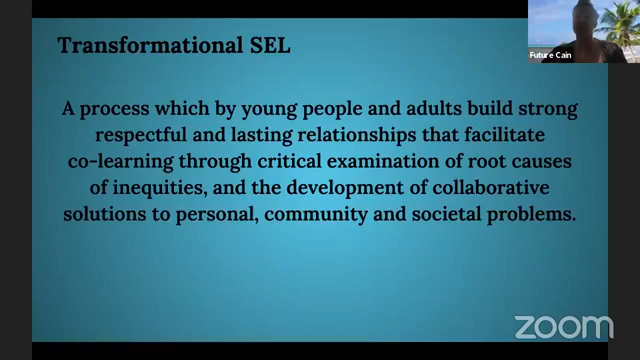 Transformational SEL
Future Cain
A process which by young people and adults build strong
respectful and lasting relationships that facilitate
co-learning through critical examination of root causes
of inequities, and the development of collaborative
solutions to personal, community and societal problems.
zoom